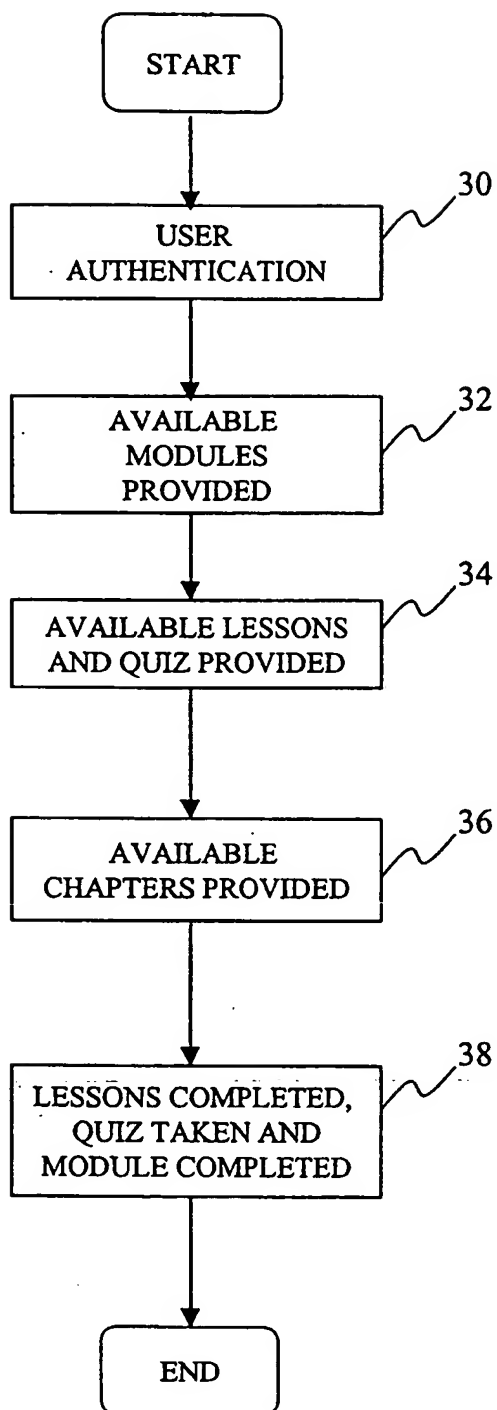 START
30
USER
AUTHENTICATION
32
AVAILABLE
MODULES
PROVIDED
34
AVAILABLE LESSONS
AND QUIZ PROVIDED
36
AVAILABLE
CHAPTERS PROVIDED
38
LESSONS COMPLETED,
QUIZ TAKEN AND
MODULE COMPLETED
END